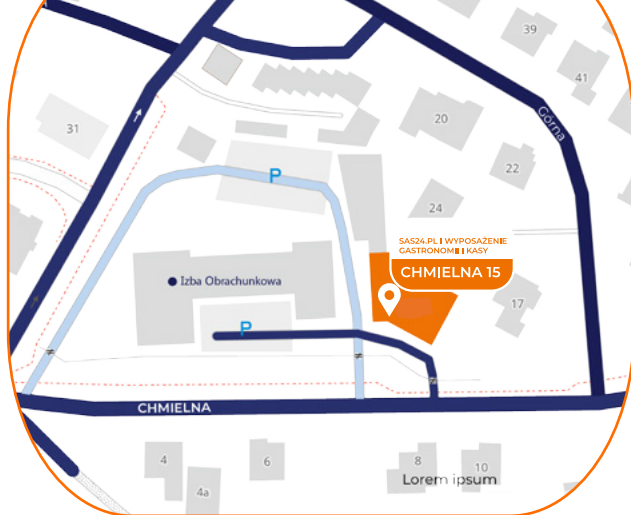 39
41
31
20
Górna
22
P
24
SAS24.PL I WYPOSAŻENIE
GASTRONOMII I KASY
CHMIELNA 15
Izba Obrachunkowa
17
P
CHMIELNA
4
6
8
10
Lorem ipsum
4a